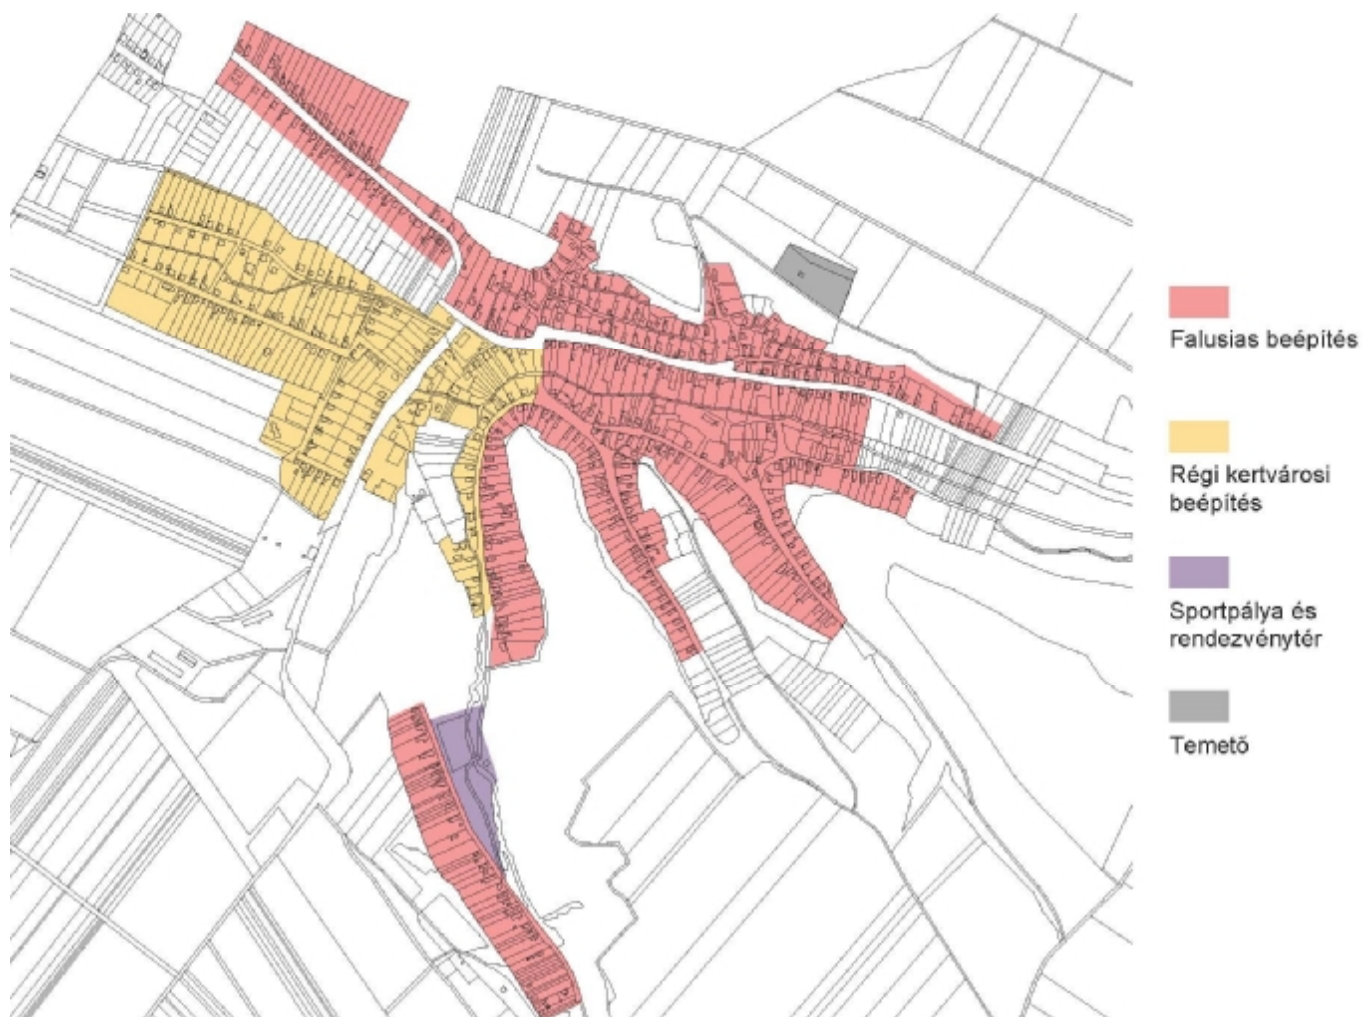 Falusias beépítés
Régi kertvárosi
beépítés
Sportpálya és
rendezvénytér
Temető